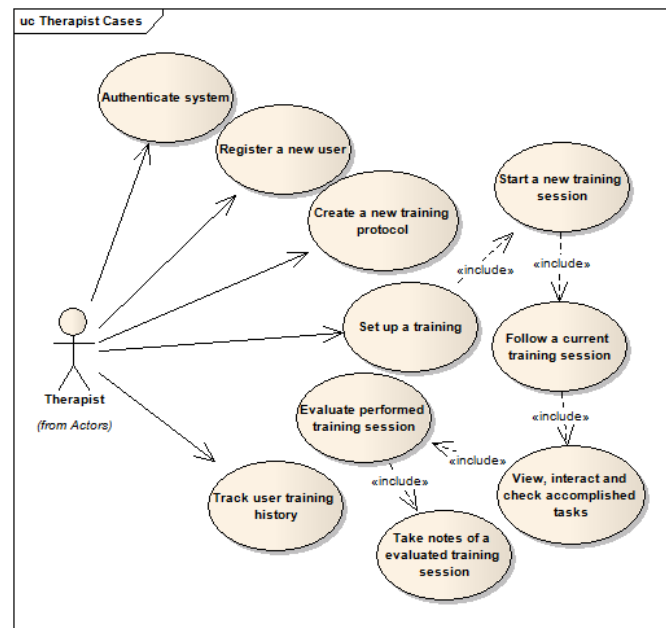 uc Therapist Cases
Authenticate system
Register a new user
Create a new training
protocol
Start a new training
session
«include»
«include»
Set up a training
Follow a current
training session
Therapist
(from Actors)
Evaluate performed
training session
«include»
«include»
«include»
View, interact and
check accomplished
tasks
Track user training
history
Take notes of a
evaluated training
session